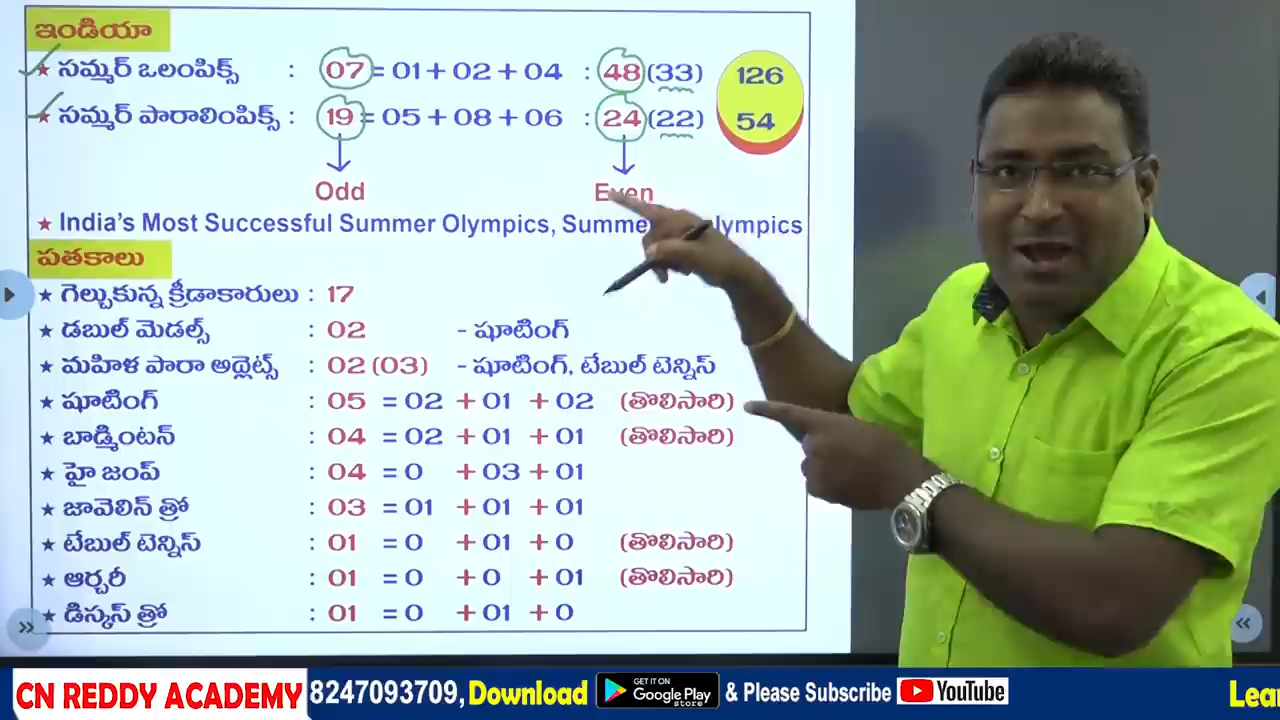 ఇండియా
★ సమ్మర్ ఒలంపిక్స్ : 07 = 01 + 02 + 04 : 48 (33) 126
★ సమ్మర్ పారాలింపిక్స్ : 19 = 05 + 08 + 06 : 24 (22) 54
Odd Even
★ India's Most Successful Summer Olympics, Summer
పతకాలు
★ గెల్చుకున్న క్రీడాకారులు : 17
★ డబుల్ మెడల్స్ : 02 - షూటింగ్
★ మహిళ పారా అథ్లెట్స్ : 02 (03) - షూటింగ్, టేబుల్ టెన్నిస్
★ షూటింగ్ : 05 = 02 + 01 + 02 (తొలిసారి)
★ బాడ్మింటన్ : 04 = 02 + 01 + 01 (తొలిసారి)
★ హై జంప్ : 04 = 0 + 03 + 01
★ జావెలిన్ త్రో : 03 = 01 + 01 + 01
★ టేబుల్ టెన్నిస్ : 01 = 0 + 01 + 0 (తొలిసారి)
★ ఆర్చరీ : 01 = 0 + 0 + 01 (తొలిసారి)
★ డిస్కస్ త్రో : 01 = 0 + 01 + 0
CN REDDY ACADEMY 8247093709, Download GET IT ON Google Play store & Please Subscribe YouTube Lea